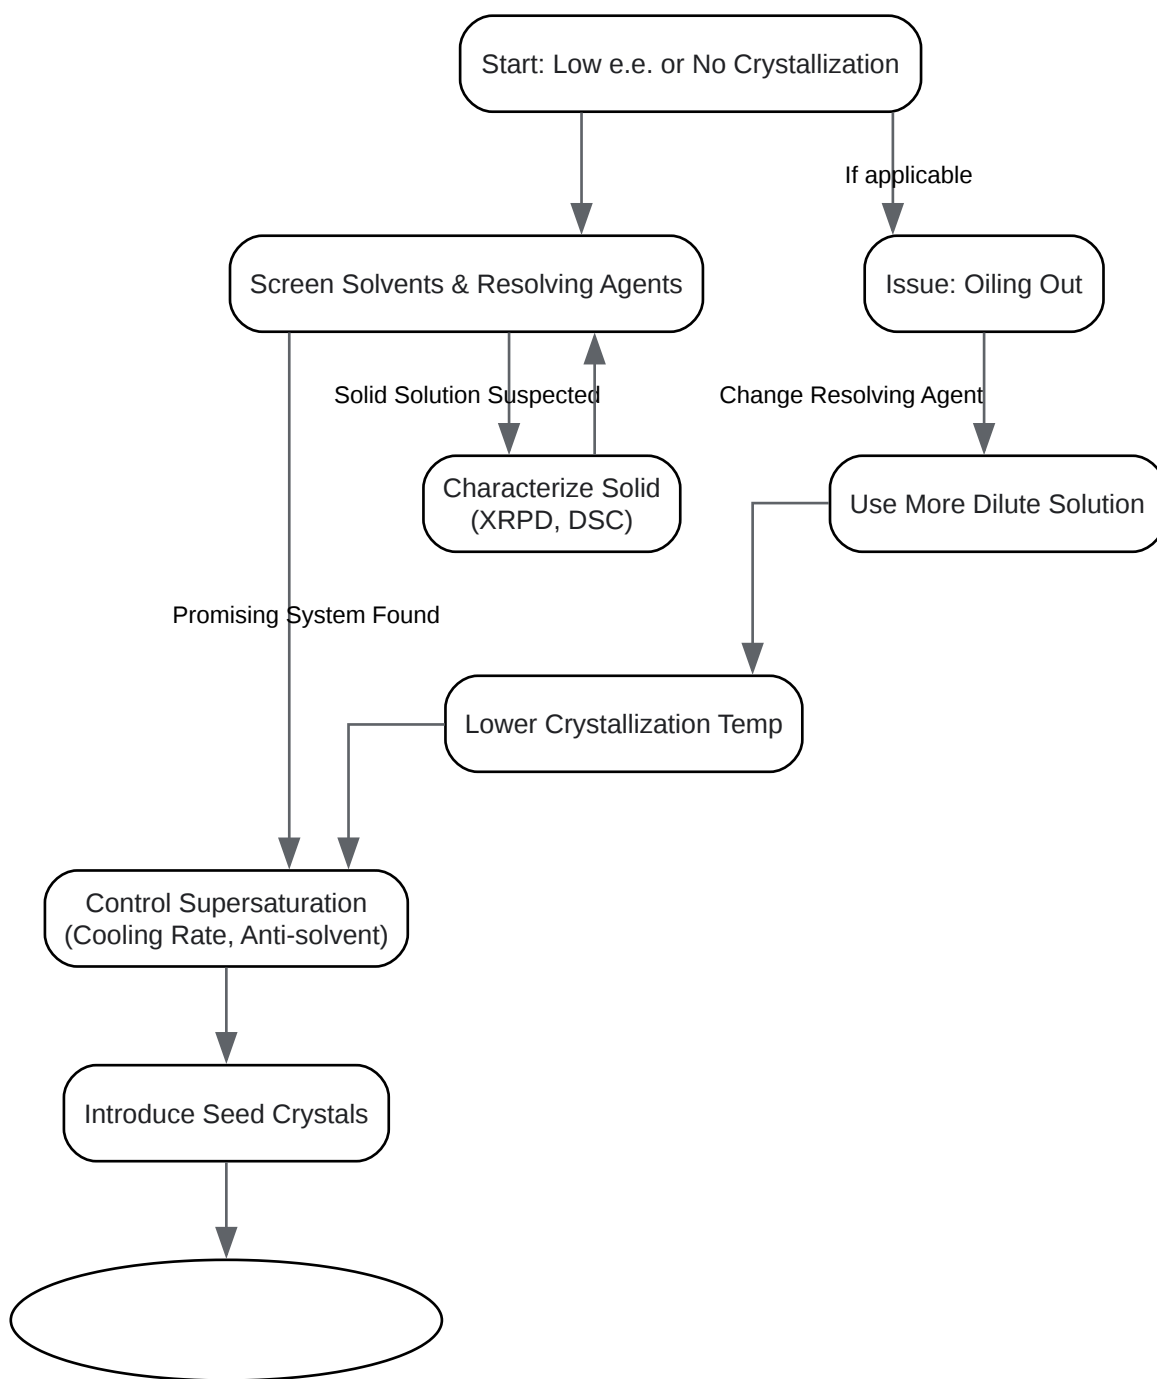 Start: Low e.e. or No Crystallization
If applicable
Screen Solvents & Resolving Agents
Issue: Oiling Out
Solid Solution Suspected
Change Resolving Agent
Characterize Solid
(XRPD, DSC)
Use More Dilute Solution
Promising System Found
Lower Crystallization Temp
Control Supersaturation
(Cooling Rate, Anti-solvent)
Introduce Seed Crystals